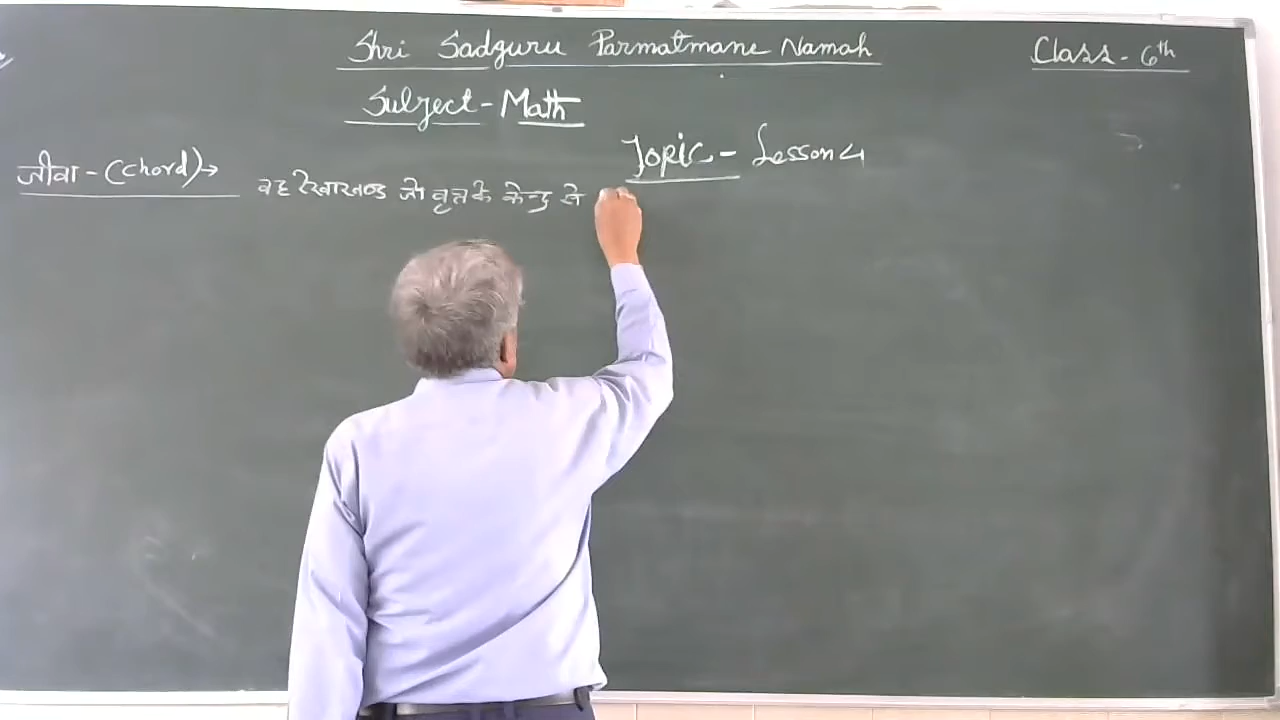 Shri Sadguru Parmatmane Namah
Class - 6th
Subject - Math
Topic - Lesson 4
जीवा - (chord) →
वह रेखाखण्ड जो वृत्त के केन्द्र से